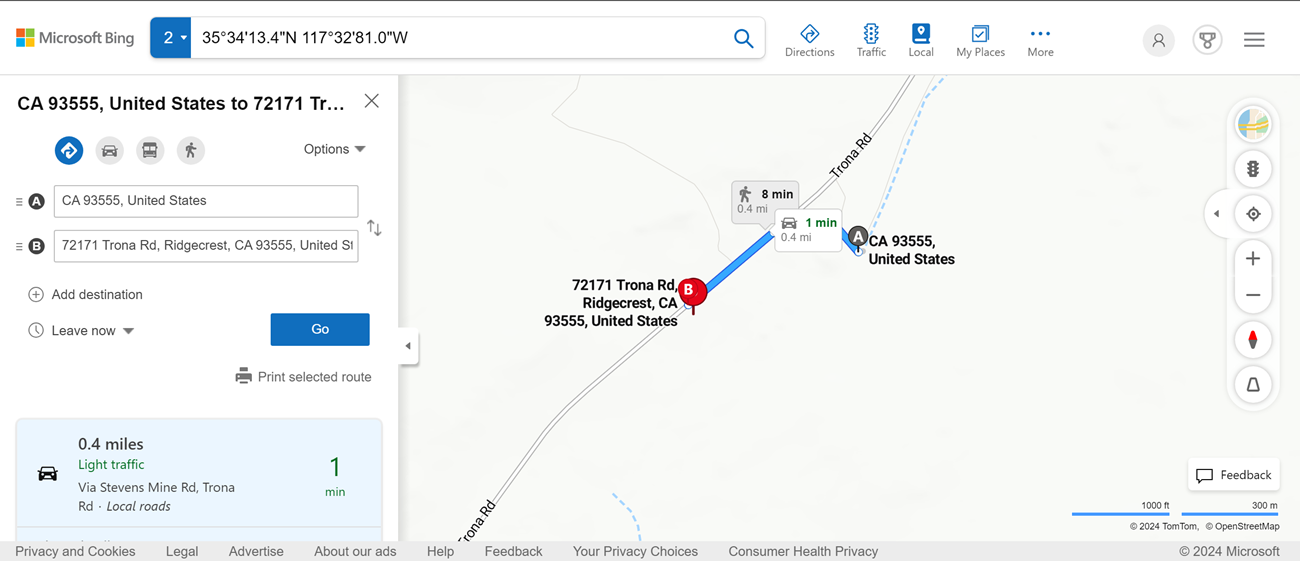 Microsoft Bing
2
35°34'13.4"N 117°32'81.0"W
Directions
Traffic
Local
My Places
More
CA 93555, United States to 72171 Tr...
Options
A
CA 93555, United States
B
72171 Trona Rd, Ridgecrest, CA 93555, United St
Add destination
Leave now
Go
Print selected route
0.4 miles
Light traffic
Via Stevens Mine Rd, Trona
Rd · Local roads
1
min
Trona Rd
8 min
0.4 mi
1 min
0.4 mi
A
CA 93555,
United States
72171 Trona Rd,
Ridgecrest, CA
93555, United States
B
Trona Rd
Feedback
1000 ft
300 m
© 2024 TomTom, © OpenStreetMap
Privacy and Cookies
Legal
Advertise
About our ads
Help
Feedback
Your Privacy Choices
Consumer Health Privacy
© 2024 Microsoft